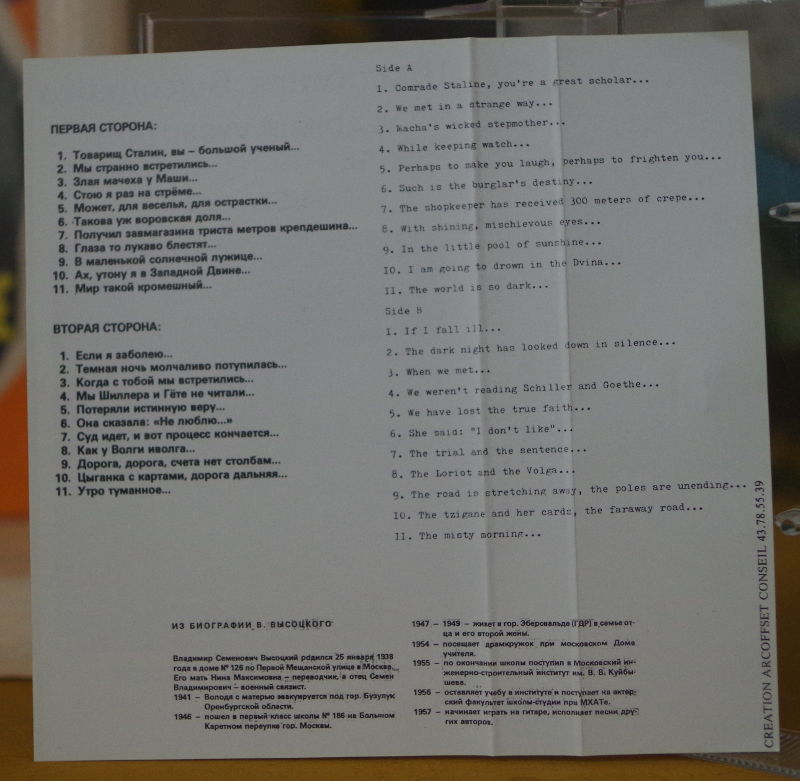 ПЕРВАЯ СТОРОНА:
1. Товарищ Сталин, вы – большой ученый...
2. Мы странно встретились...
3. Злая мачеха у Маши...
4. Стою я раз на стрёме...
5. Может, для веселья, для острастки...
6. Такова уж воровская доля...
7. Получил завмагазина триста метров крепдешина...
8. Глаза то лукаво блестят...
9. В маленькой солнечной лужице...
10. Ах, утону я в Западной Двине...
11. Мир такой кромешный...
ВТОРАЯ СТОРОНА:
1. Если я заболею...
2. Темная ночь молчаливо потупилась...
3. Когда с тобой мы встретились...
4. Мы Шиллера и Гёте не читали...
5. Потеряли истинную веру...
6. Она сказала: «Не люблю...»
7. Суд идет, и вот процесс кончается...
8. Как у Волги иволга...
9. Дорога, дорога, счета нет столбам...
10. Цыганка с картами, дорога дальняя...
11. Утро туманное...
Side A
1. Comrade Staline, you're a great scholar...
2. We met in a strange way...
3. Macha's wicked stepmother...
4. While keeping watch...
5. Perhaps to make you laugh, perhaps to frighten you...
6. Such is the burglar's destiny...
7. The shopkeeper has received 300 meters of crepe...
8. With shining, mischievous eyes...
9. In the little pool of sunshine...
10. I am going to drown in the Dvina...
11. The world is so dark...
Side B
1. If I fall ill...
2. The dark night has looked down in silence...
3. When we met...
4. We weren't reading Schiller and Goethe...
5. We have lost the true faith...
6. She said: "I don't like"...
7. The trial and the sentence...
8. The Loriot and the Volga...
9. The road is stretching away, the poles are unending...
10. The tzigane and her cards, the faraway road...
11. The misty morning...
ИЗ БИОГРАФИИ В. ВЫСОЦКОГО
Владимир Семенович Высоцкий родился 25 января 1938
года в доме № 126 по Первой Мещанской улице в Москве.
Его мать Нина Максимовна – переводчик, а отец Семен
Владимирович – военный связист.
1941 – Володя с матерью эвакуируется под гор. Бузулук
Оренбургской области.
1946 – пошел в первый класс школы № 186 на Большом
Каретном переулке гор. Москвы.
1947 – 1949 – живет в гор. Эберсвальде (ГДР) в семье от-
ца и его второй жены.
1954 – посещает драмкружок при московском Доме
учителя.
1955 – по окончании школы поступил в Московский ин-
женерно-строительный институт им. В. В. Куйбы-
шева.
1956 – оставляет учебу в институте и поступает на актер-
ский факультет школы-студии при МХАТе.
1957 – начинает играть на гитаре, исполняет песни дру-
гих авторов.
CREATION ARCOFFSET CONSEIL 43.78.55.39